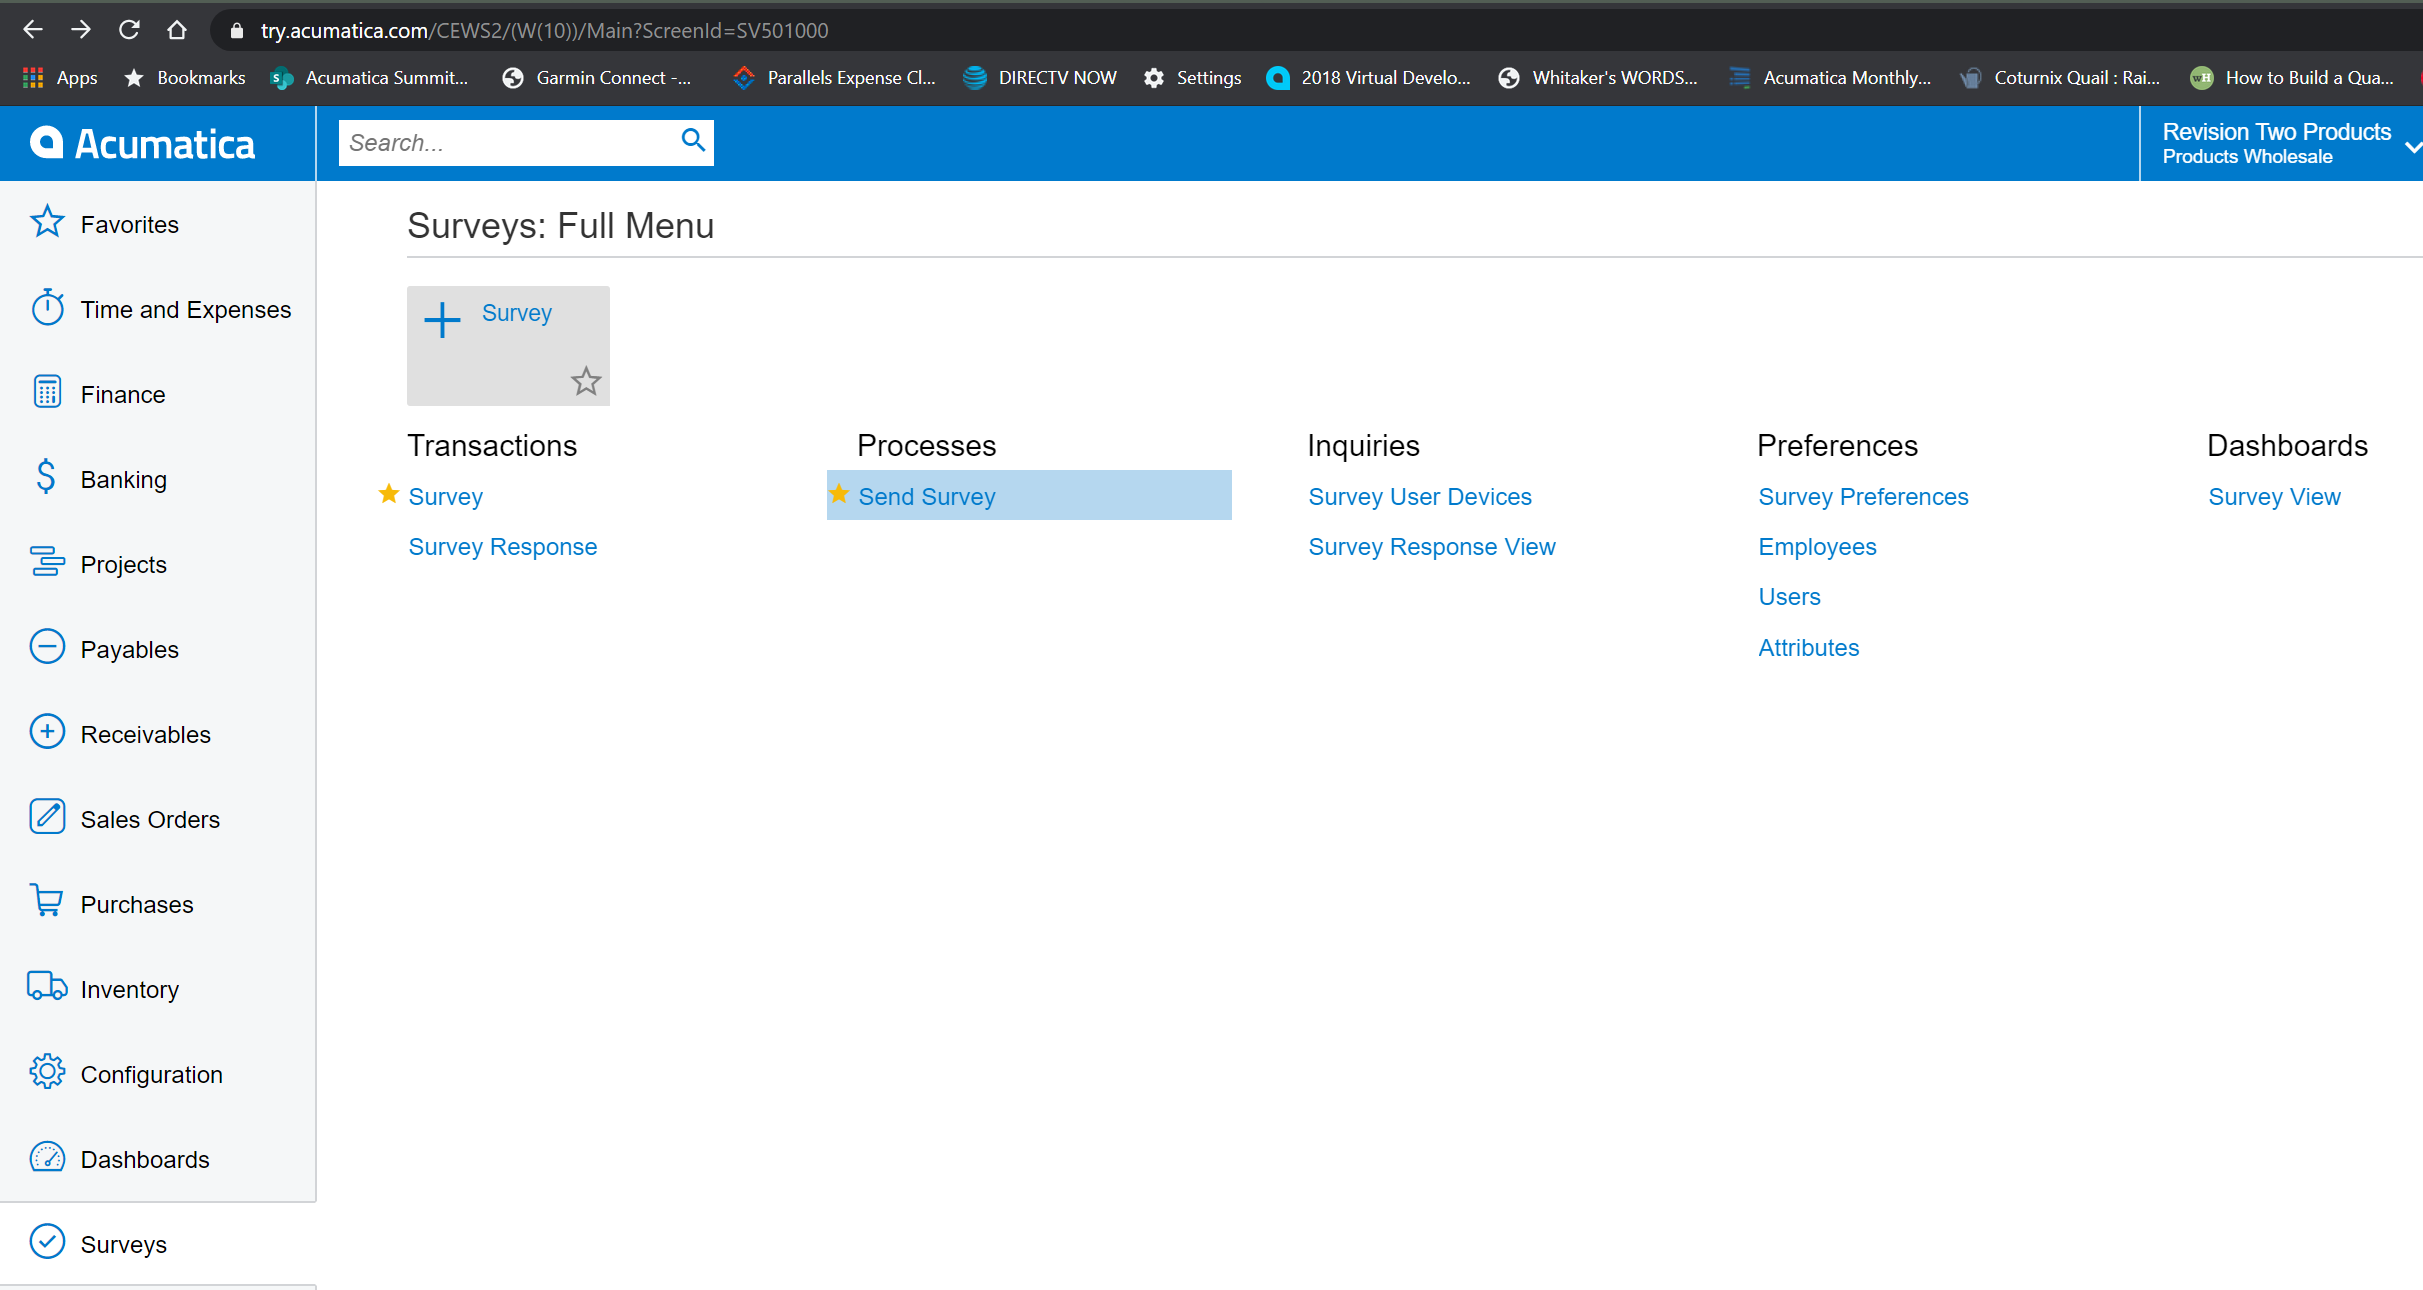 try.acumatica.com/CEWS2/(W(10))/Main?ScreenId=SV501000
Apps Bookmarks Acumatica Summit... Garmin Connect -... Parallels Expense Cl... DIRECTV NOW Settings 2018 Virtual Develo... Whitaker's WORDS... Acumatica Monthly... Coturnix Quail : Rai... How to Build a Qua...
Acumatica
Search...
Revision Two Products
Products Wholesale
Favorites
Time and Expenses
Finance
Banking
Projects
Payables
Receivables
Sales Orders
Purchases
Inventory
Configuration
Dashboards
Surveys
Surveys: Full Menu
Survey
Transactions
Survey
Survey Response
Processes
Send Survey
Inquiries
Survey User Devices
Survey Response View
Preferences
Survey Preferences
Employees
Users
Attributes
Dashboards
Survey View